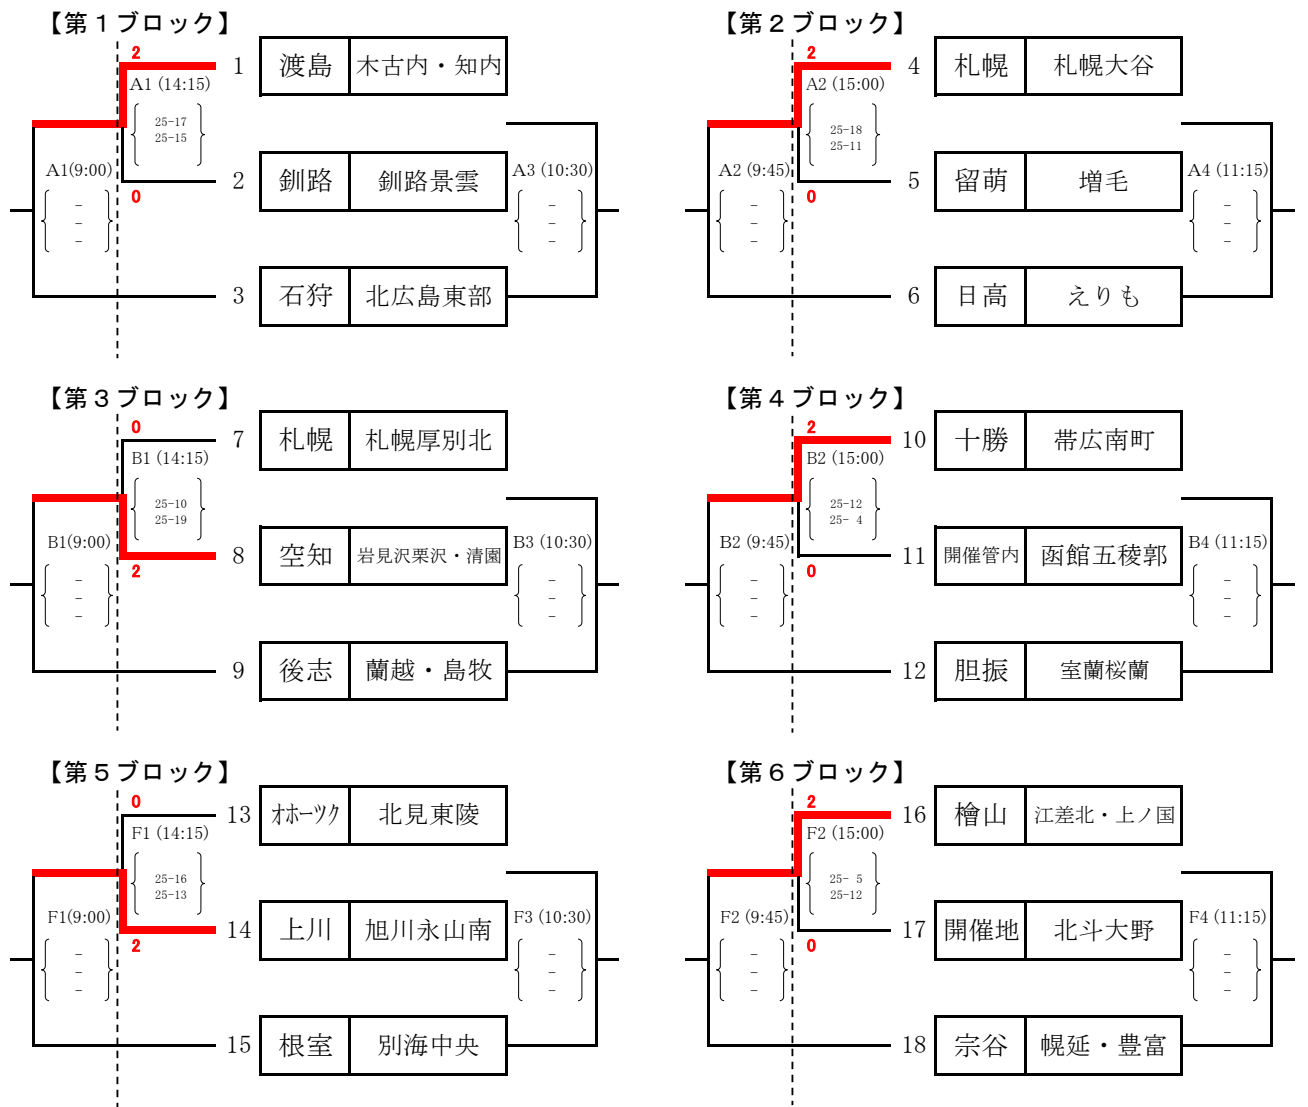 【第１ブロック】
2
A1 (14:15)
25-17
25-15
0
A1(9:00)
-
-
-
1 渡島 木古内・知内
2 釧路 釧路景雲
3 石狩 北広島東部
A3 (10:30)
-
-
-
【第２ブロック】
2
A2 (15:00)
25-18
25-11
0
A2 (9:45)
-
-
-
4 札幌 札幌大谷
5 留萌 増毛
6 日高 えりも
A4 (11:15)
-
-
-
【第３ブロック】
0
B1 (14:15)
25-10
25-19
2
B1(9:00)
-
-
-
7 札幌 札幌厚別北
8 空知 岩見沢栗沢・清園
9 後志 蘭越・島牧
B3 (10:30)
-
-
-
【第４ブロック】
2
B2 (15:00)
25-12
25- 4
0
B2 (9:45)
-
-
-
10 十勝 帯広南町
11 開催管内 函館五稜郭
12 胆振 室蘭桜蘭
B4 (11:15)
-
-
-
【第５ブロック】
0
F1 (14:15)
25-16
25-13
2
F1(9:00)
-
-
-
13 ｵﾎｰﾂｸ 北見東陵
14 上川 旭川永山南
15 根室 別海中央
F3 (10:30)
-
-
-
【第６ブロック】
2
F2 (15:00)
25- 5
25-12
0
F2 (9:45)
-
-
-
16 檜山 江差北・上ノ国
17 開催地 北斗大野
18 宗谷 幌延・豊富
F4 (11:15)
-
-
-